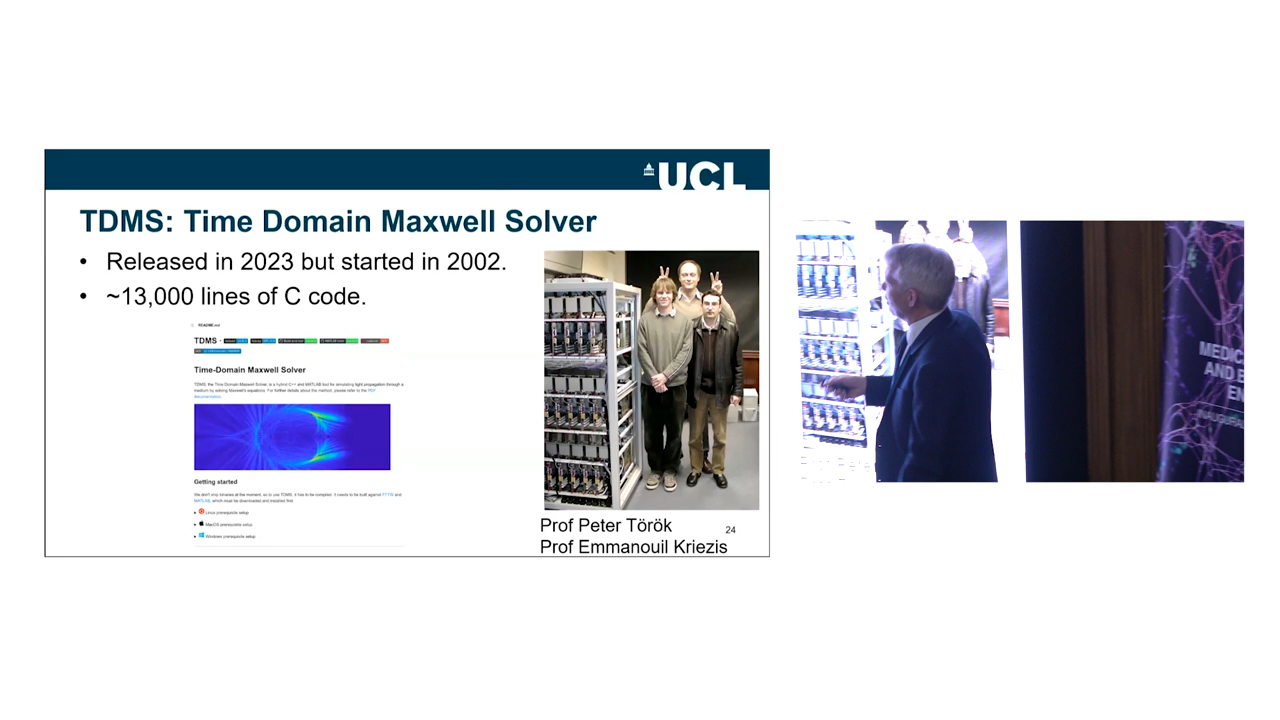 UCL
TDMS: Time Domain Maxwell Solver
• Released in 2023 but started in 2002.
• ~13,000 lines of C code.
README.md
TDMS
Time-Domain Maxwell Solver
TDMS, the Time Domain Maxwell Solver, is a hybrid C++ and MATLAB tool for simulating light propagation through a
medium by solving Maxwell's equations. For further details about the method, please refer to the PDF
documentation.
Getting started
We don't ship binaries at the moment, so to use TDMS, it has to be compiled. It needs to be built against FFTW and
MATLAB, which must be downloaded and installed first.
Linux prerequisite setup
MacOS prerequisite setup
Windows prerequisite setup
Prof Peter Török
24
Prof Emmanouil Kriezis
MEDIC
AND B
EN
INAUGURA